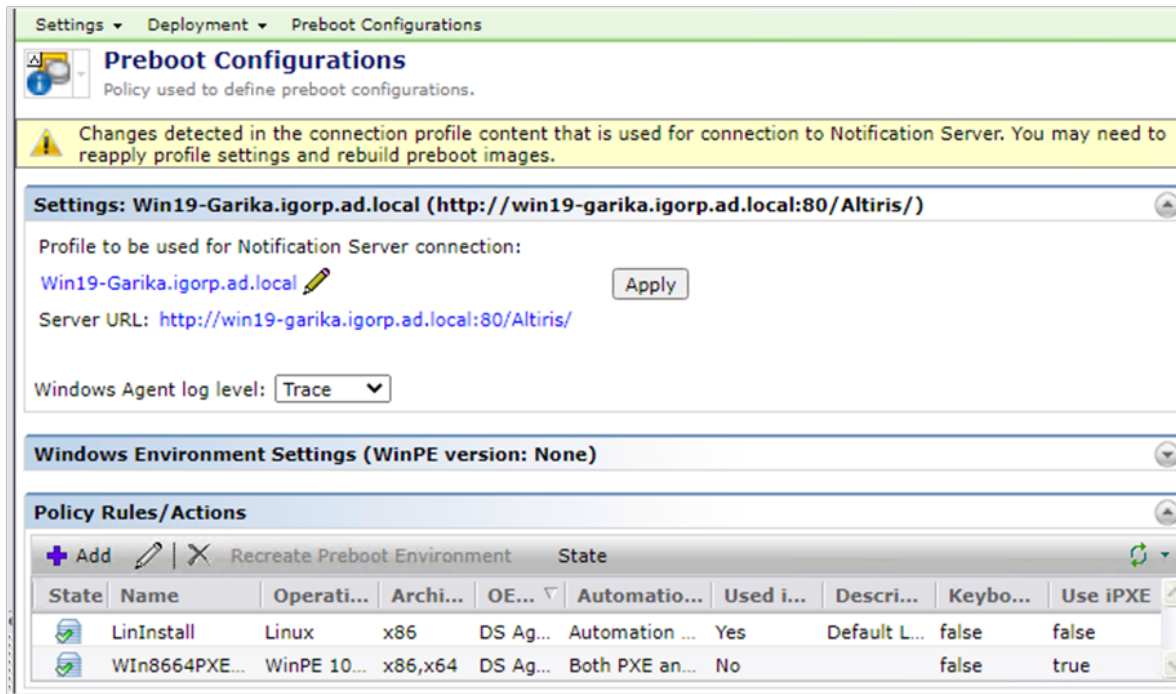 Settings Deployment Preboot Configurations
Preboot Configurations
Policy used to define preboot configurations.
Changes detected in the connection profile content that is used for connection to Notification Server. You may need to
reapply profile settings and rebuild preboot images.
Settings: Win19-Garika.igorp.ad.local (http://win19-garika.igorp.ad.local:80/Altiris/)
Profile to be used for Notification Server connection:
Win19-Garika.igorp.ad.local Apply
Server URL: http://win19-garika.igorp.ad.local:80/Altiris/
Windows Agent log level: Trace
Windows Environment Settings (WinPE version: None)
Policy Rules/Actions
Add Recreate Preboot Environment State
State Name Operati... Archi... OE... Automatio... Used i... Descri... Keybo... Use iPXE
LinInstall Linux x86 DS Ag... Automation ... Yes Default L... false false
WIn8664PXE... WinPE 10... x86,x64 DS Ag... Both PXE an... No false true